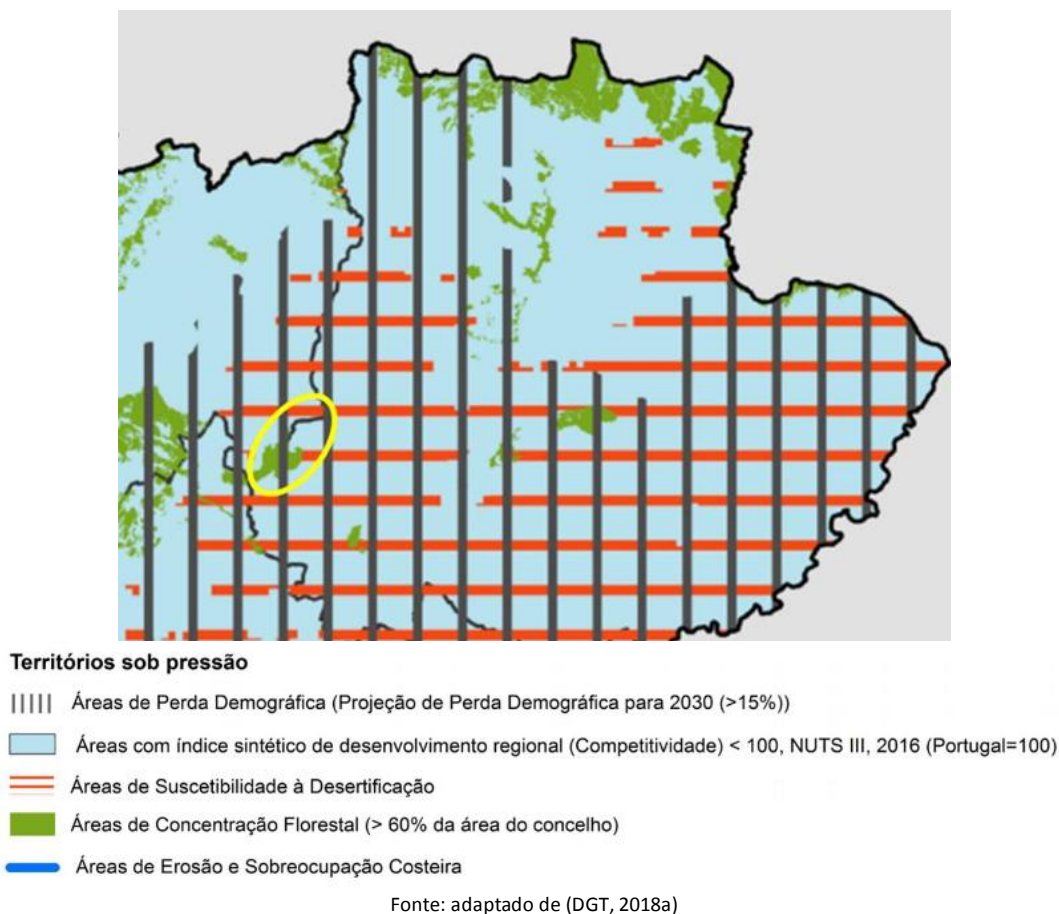 Territórios sob pressão
Áreas de Perda Demográfica (Projeção de Perda Demográfica para 2030 (>15%))
Áreas com índice sintético de desenvolvimento regional (Competitividade) < 100, NUTS III, 2016 (Portugal=100)
Áreas de Suscetibilidade à Desertificação
Áreas de Concentração Florestal (> 60% da área do concelho)
Áreas de Erosão e Sobreocupação Costeira
Fonte: adaptado de (DGT, 2018a)